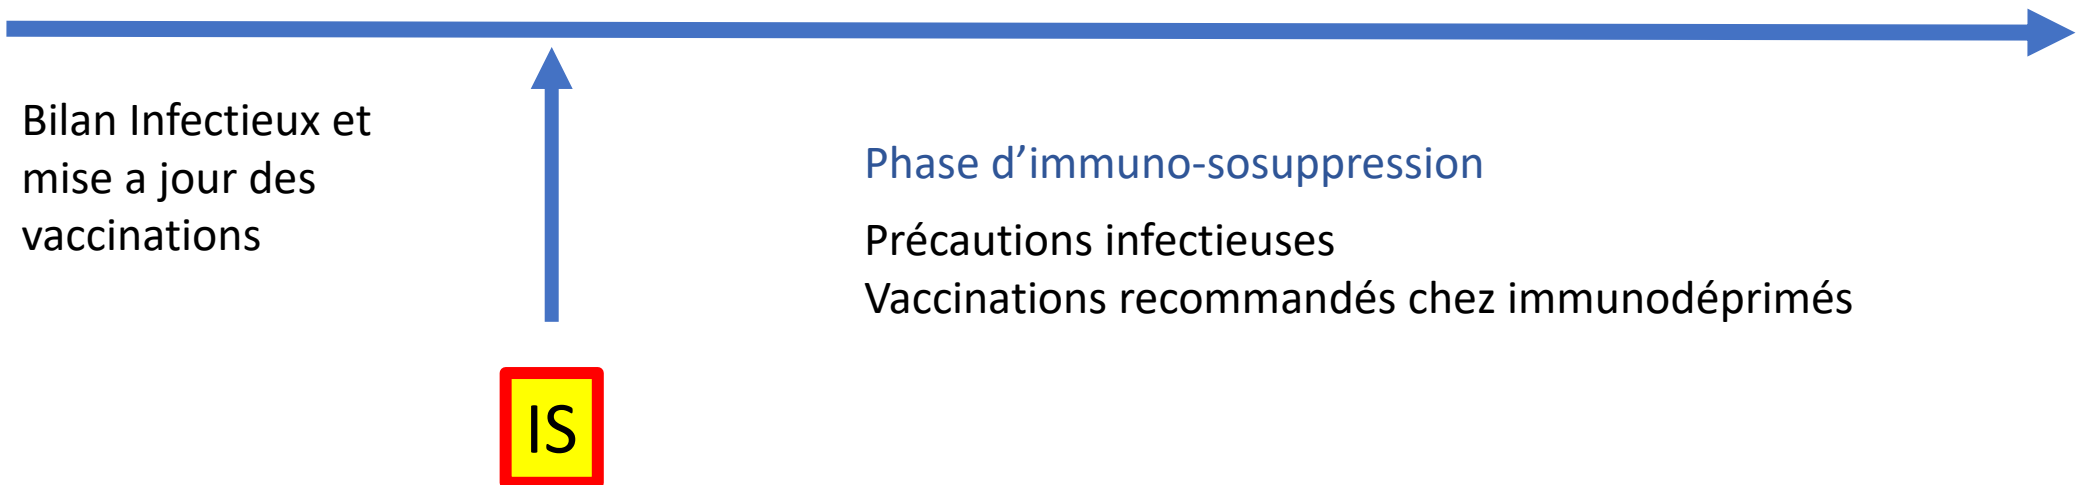 Bilan Infectieux et
mise a jour des
vaccinations
Phase d’immuno-sosuppression
Précautions infectieuses
Vaccinations recommandés chez immunodéprimés
IS